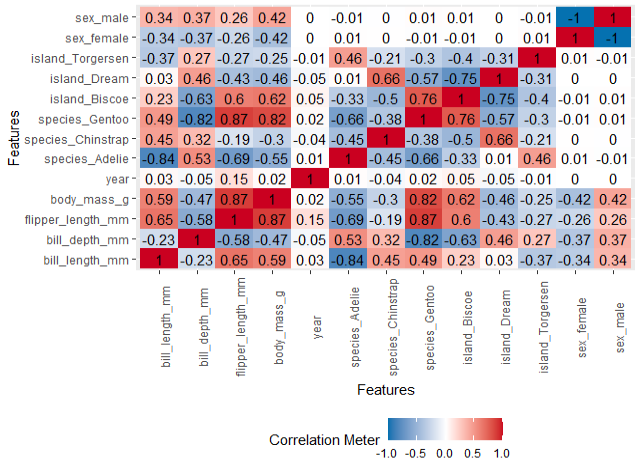 sex_male 0.34 0.37 0.26 0.42 0 -0.01 0 0.01 0.01 0 -0.01 -1 1
sex_female -0.34 -0.37 -0.26 -0.42 0 0.01 0 -0.01 -0.01 0 0.01 1 -1
island_Torgersen -0.37 0.27 -0.27 -0.25 -0.01 0.46 -0.21 -0.3 -0.4 -0.31 1 0.01 -0.01
island_Dream 0.03 0.46 -0.43 -0.46 -0.05 0.01 0.66 -0.57 -0.75 1 -0.31 0 0
island_Biscoe 0.23 -0.63 0.6 0.62 0.05 -0.33 -0.5 0.76 1 -0.75 -0.4 -0.01 0.01
species_Gentoo 0.49 -0.82 0.87 0.82 0.05 -0.66 -0.38 1 0.76 -0.57 -0.3 -0.01 0.01
species_Chinstrap 0.45 0.32 -0.19 -0.3 -0.04 -0.45 1 -0.38 -0.5 0.66 -0.21 0 0
species_Adelie -0.84 0.53 -0.69 -0.55 0.01 1 -0.45 -0.66 -0.33 0.01 0.46 0.01 -0.01
year 0.03 -0.05 0.15 0.02 1 0.01 -0.04 0.02 0.05 -0.05 -0.01 0 0
body_mass_g 0.59 -0.47 0.87 1 0.02 -0.55 -0.3 0.82 0.62 -0.46 -0.25 -0.42 0.42
flipper_length_mm 0.65 -0.58 1 0.87 0.15 -0.69 -0.19 0.87 0.6 -0.43 -0.27 -0.26 0.26
bill_depth_mm -0.23 1 -0.58 -0.47 -0.05 0.53 0.32 -0.82 -0.63 0.46 0.27 -0.37 0.37
bill_length_mm 1 -0.23 0.65 0.59 0.03 -0.84 0.45 0.49 0.23 0.03 -0.37 -0.34 0.34
Features
bill_length_mm
bill_depth_mm
flipper_length_mm
body_mass_g
year
species_Adelie
species_Chinstrap
species_Gentoo
island_Biscoe
island_Dream
island_Torgersen
sex_female
sex_male
Features
Correlation Meter
-1.0 -0.5 0.0 0.5 1.0